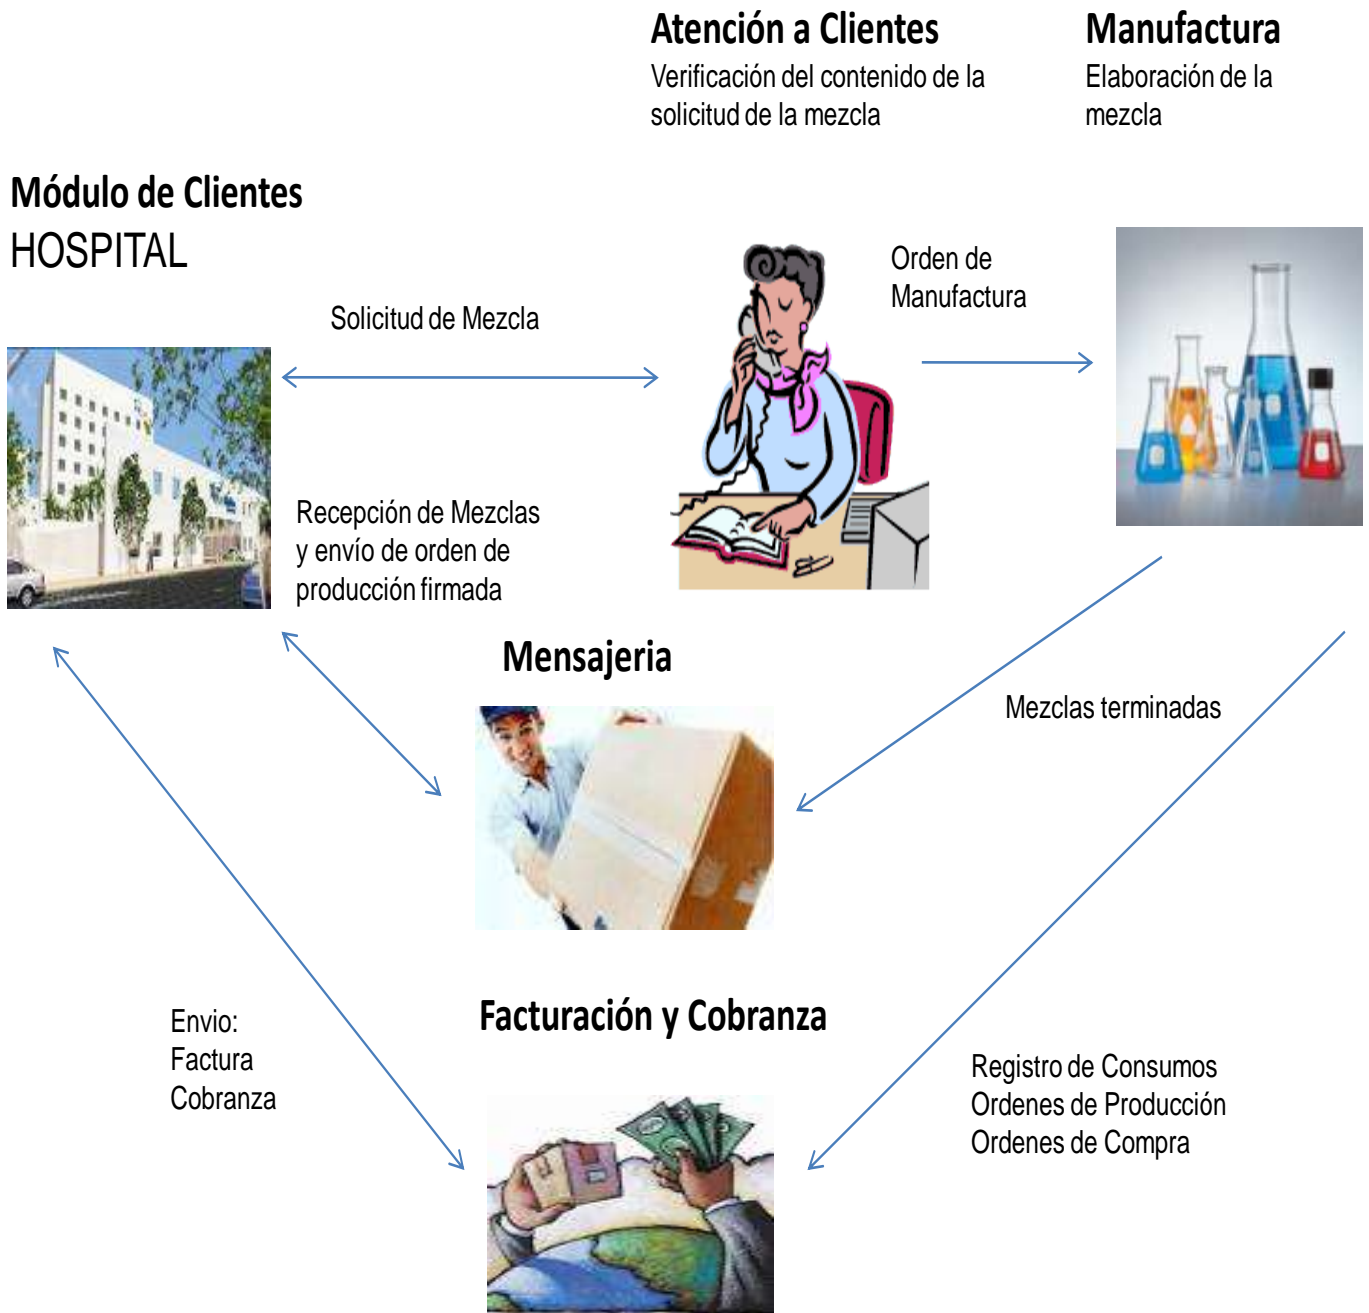 Atención a Clientes
Verificación del contenido de la
solicitud de la mezcla
Manufactura
Elaboración de la
mezcla
Módulo de Clientes
HOSPITAL
Solicitud de Mezcla
Orden de
Manufactura
Recepción de Mezclas
y envío de orden de
producción firmada
Mensajeria
Mezclas terminadas
Envio:
Factura
Cobranza
Facturación y Cobranza
Registro de Consumos
Ordenes de Producción
Ordenes de Compra